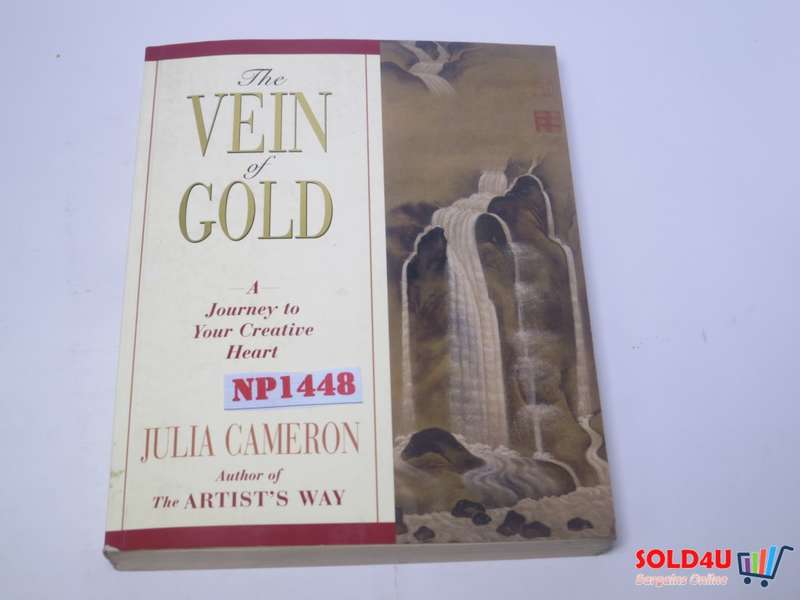 The
VEIN
of
GOLD
A
Journey to
Your Creative
Heart
NP1448
JULIA CAMERON
Author of
The ARTIST'S WAY
SOLD4U
Bargains Online